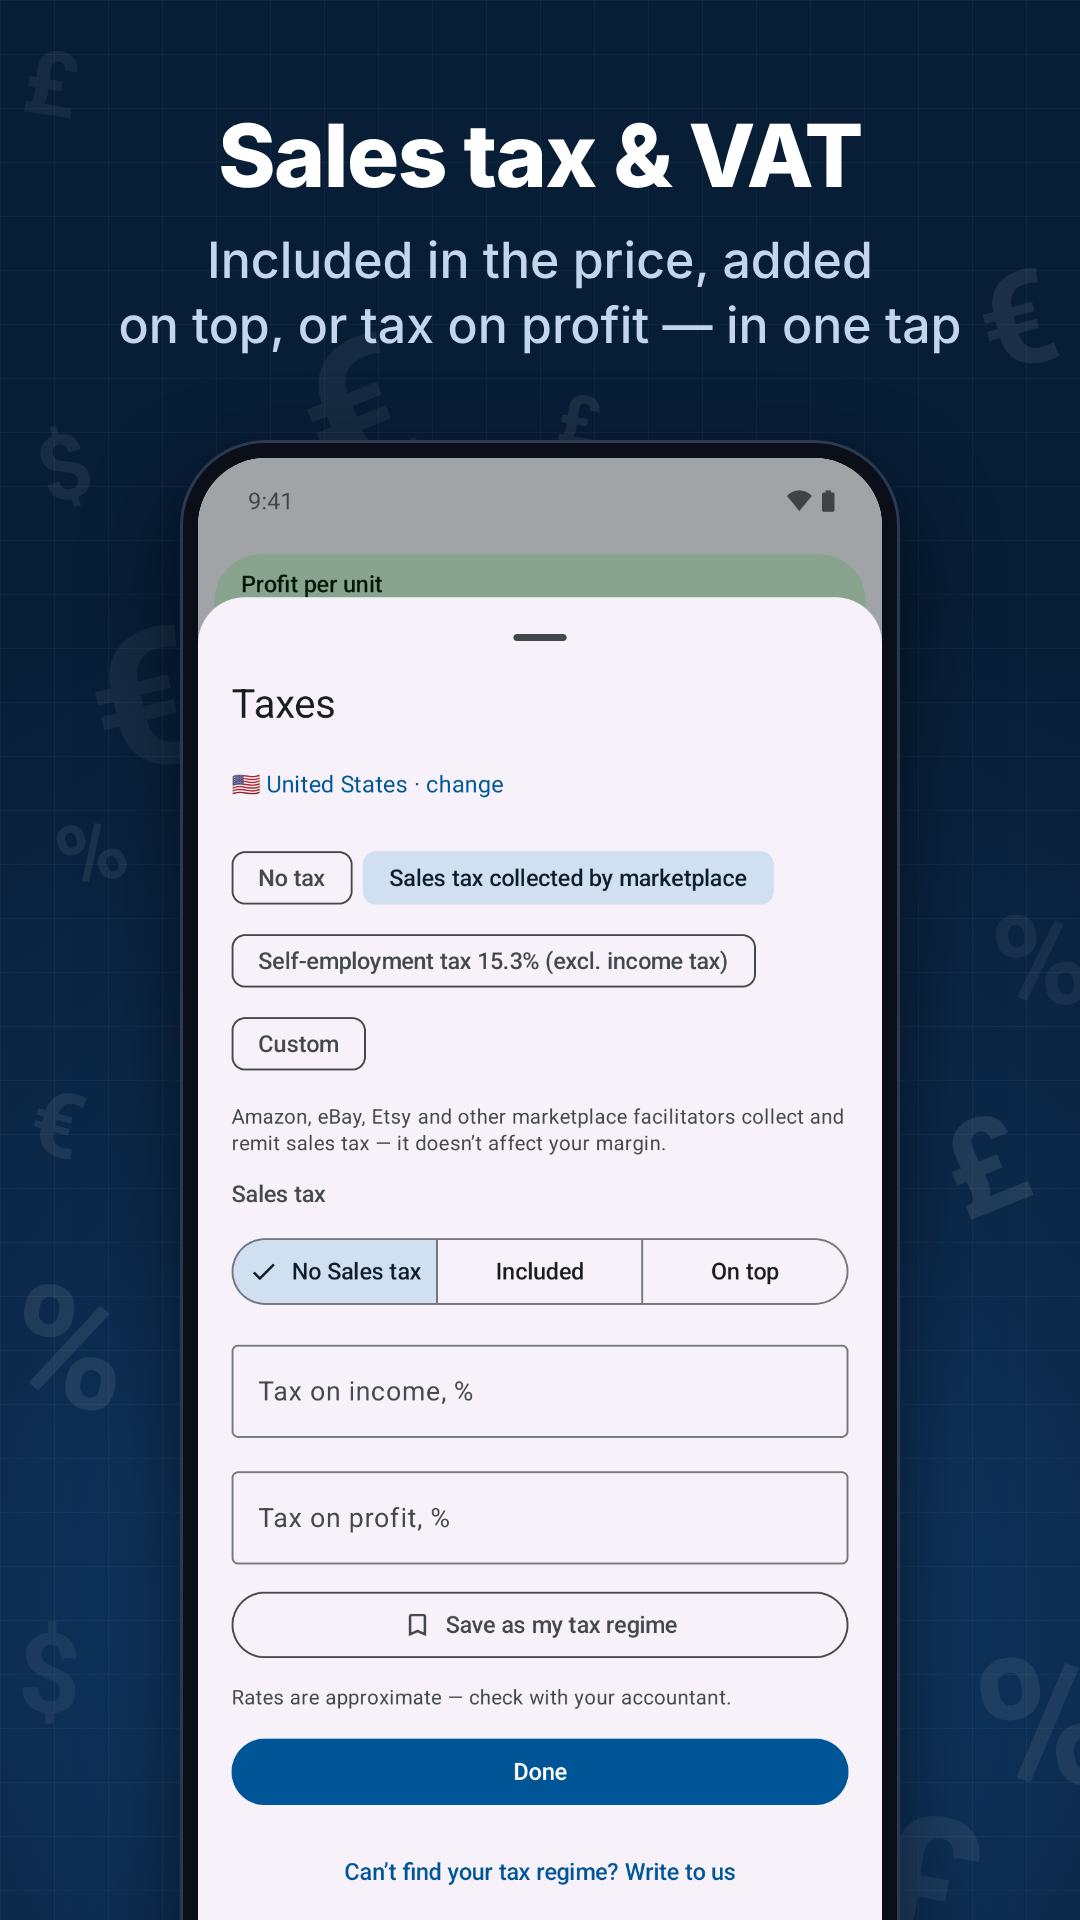 Sales tax & VAT
Included in the price, added
on top, or tax on profit — in one tap
9:41
Profit per unit
Taxes
🇺🇸 United States · change
No tax
Sales tax collected by marketplace
Self-employment tax 15.3% (excl. income tax)
Custom
Amazon, eBay, Etsy and other marketplace facilitators collect and
remit sales tax — it doesn’t affect your margin.
Sales tax
No Sales tax
Included
On top
Tax on income, %
Tax on profit, %
Save as my tax regime
Rates are approximate — check with your accountant.
Done
Can’t find your tax regime? Write to us